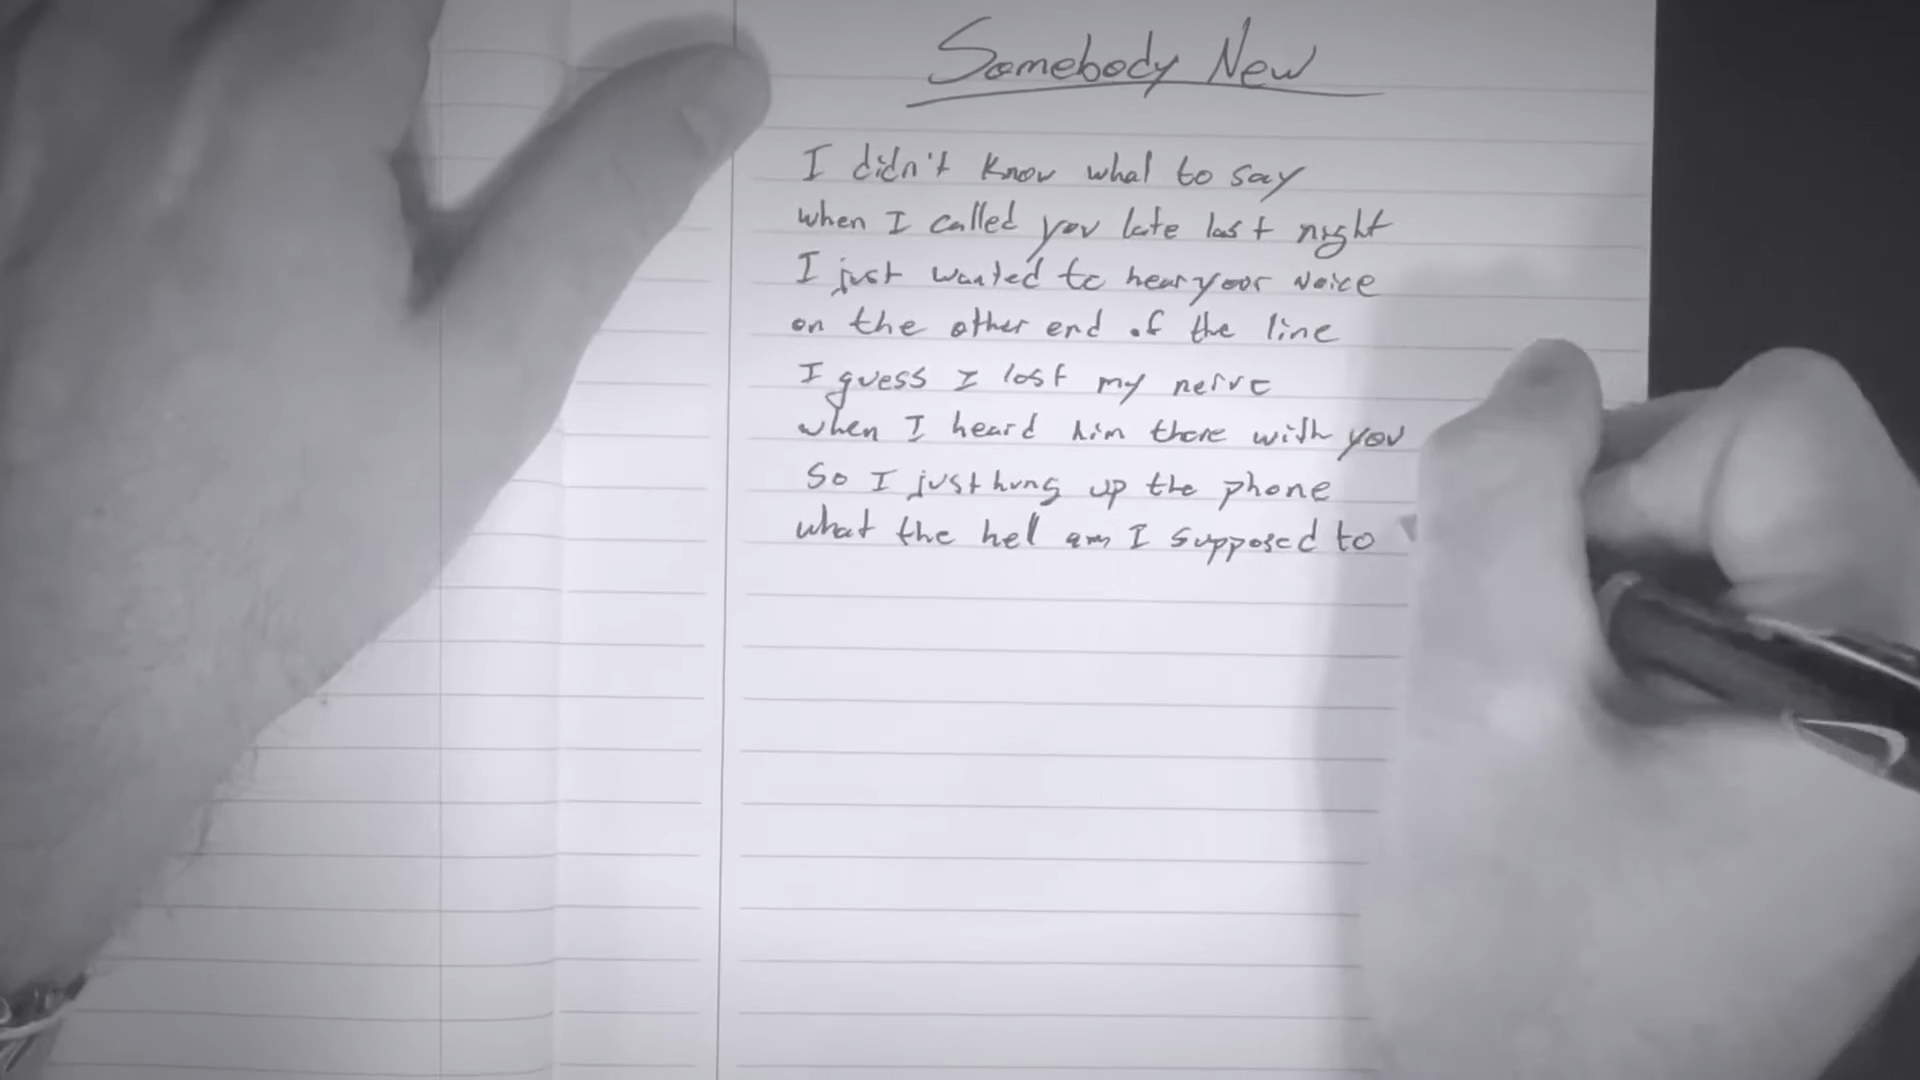 Somebody New
I didn't know what to say
when I called you late last night
I just wanted to hear your voice
on the other end of the line
I guess I lost my nerve
when I heard him there with you
So I just hung up the phone
what the hell am I supposed to